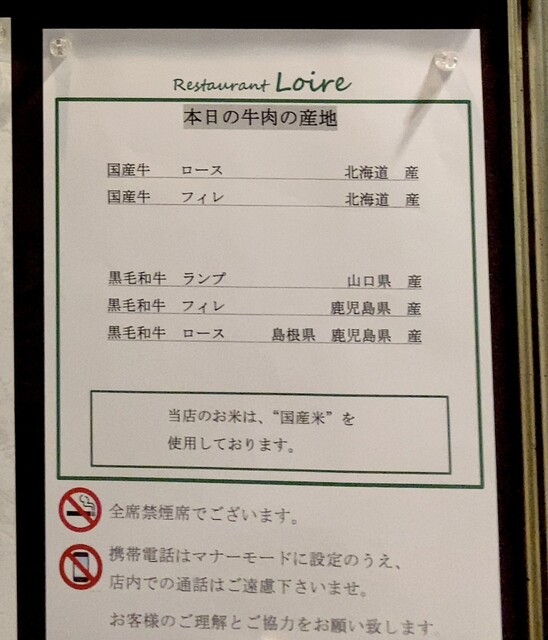 Restaurant Loire
本日の牛肉の産地
国産牛 ロース 北海道 産
国産牛 フィレ 北海道 産
黒毛和牛 ランプ 山口県 産
黒毛和牛 フィレ 鹿児島県 産
黒毛和牛 ロース 島根県 鹿児島県 産
当店のお米は、“国産米”を
使用しております。
全席禁煙席でございます。
携帯電話はマナーモードに設定のうえ、
店内での通話はご遠慮下さいませ。
お客様のご理解とご協力をお願い致します。